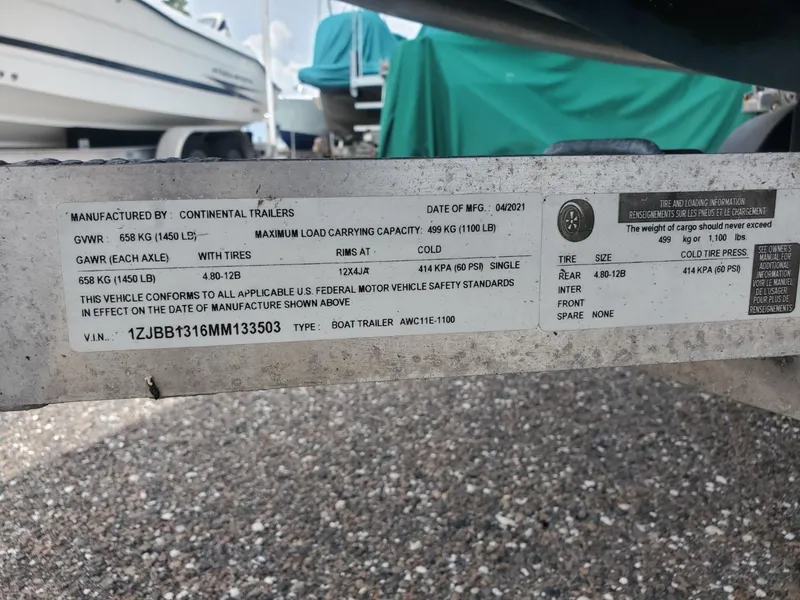 MANUFACTURED BY: CONTINENTAL TRAILERS DATE OF MFG. 04/2021
GVWR: 658 KG (1450 LB) MAXIMUM LOAD CARRYING CAPACITY: 499 KG (1100 LB)
GAWR (EACH AXLE) WITH TIRES RIMS AT COLD
658 KG (1450 LB) 4.80-12B 12X4JA 414 KPA (60 PSI) SINGLE
THIS VEHICLE CONFORMS TO ALL APPLICABLE U.S. FEDERAL MOTOR VEHICLE SAFETY STANDARDS
IN EFFECT ON THE DATE OF MANUFACTURE SHOWN ABOVE
V.I.N.: 1ZJBB1316MM133503 TYPE: BOAT TRAILER AWC11E-1100
TIRE AND LOADING INFORMATION
RENSEIGNEMENTS SUR LES PNEUS ET LE CHARGEMENT
The weight of cargo should never exceed
499 kg or 1,100 lbs.
TIRE SIZE COLD TIRE PRESS.
REAR 4.80-12B 414 KPA (60 PSI)
INTER
FRONT
SPARE NONE
SEE OWNER'S
MANUAL FOR
ADDITIONAL
INFORMATION
VOIR LE MANUEL
DE L'USAGER
POUR PLUS DE
RENSEIGNEMENTS